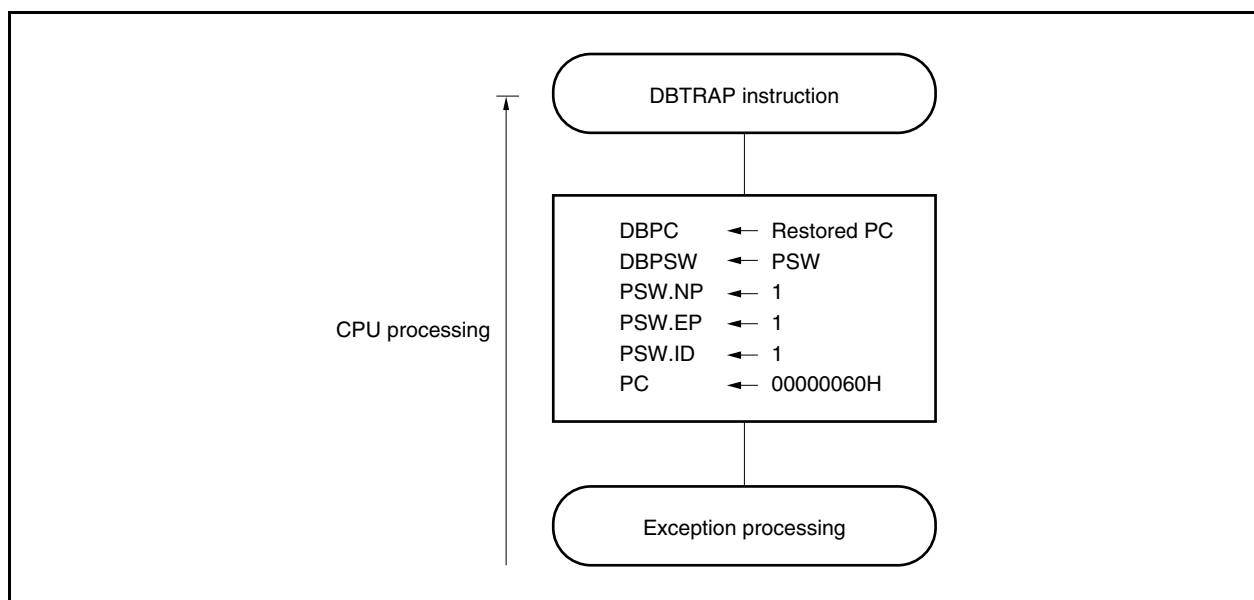 DBTRAP instruction
DBPC ← Restored PC
DBPSW ← PSW
PSW.NP ← 1
PSW.EP ← 1
PSW.ID ← 1
PC ← 00000060H
CPU processing
Exception processing